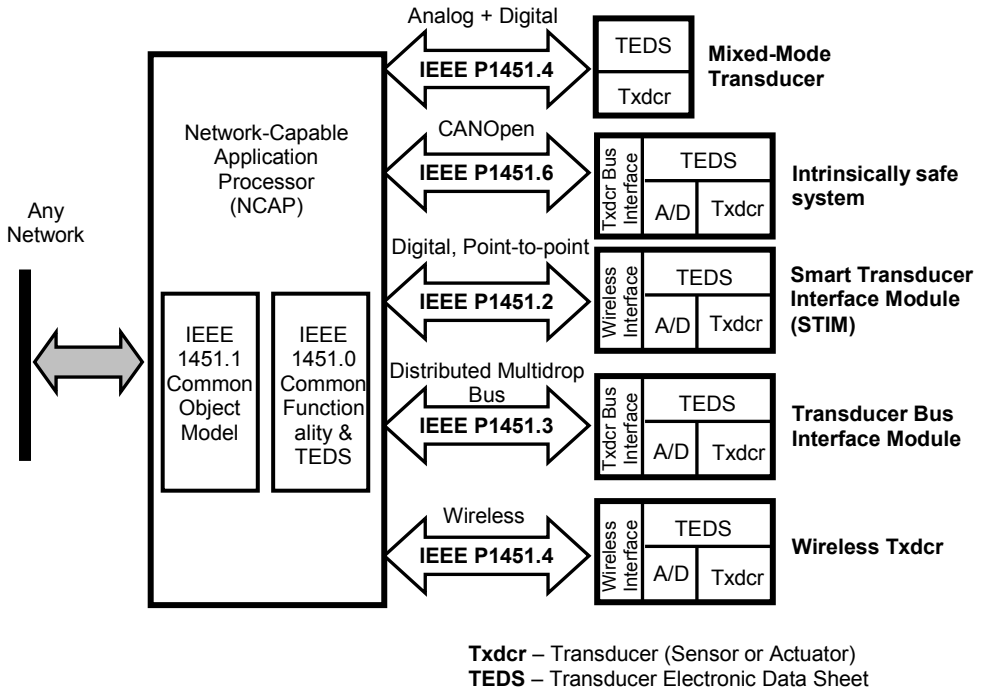 Any
Network
Network-Capable
Application
Processor
(NCAP)
IEEE
1451.1
Common
Object
Model
IEEE
1451.0
Common
Function
ality &
TEDS
Analog + Digital
IEEE P1451.4
TEDS
Txdcr
Mixed-Mode
Transducer
CANOpen
IEEE P1451.6
Txdcr Bus
Interface
TEDS
A/D
Txdcr
Intrinsically safe
system
Digital, Point-to-point
IEEE P1451.2
Wireless
Interface
TEDS
A/D
Txdcr
Smart Transducer
Interface Module
(STIM)
Distributed Multidrop
Bus
IEEE P1451.3
Txdcr Bus
Interface
TEDS
A/D
Txdcr
Transducer Bus
Interface Module
Wireless
IEEE P1451.4
Wireless
Interface
TEDS
A/D
Txdcr
Wireless Txdcr
Txdcr – Transducer (Sensor or Actuator)
TEDS – Transducer Electronic Data Sheet